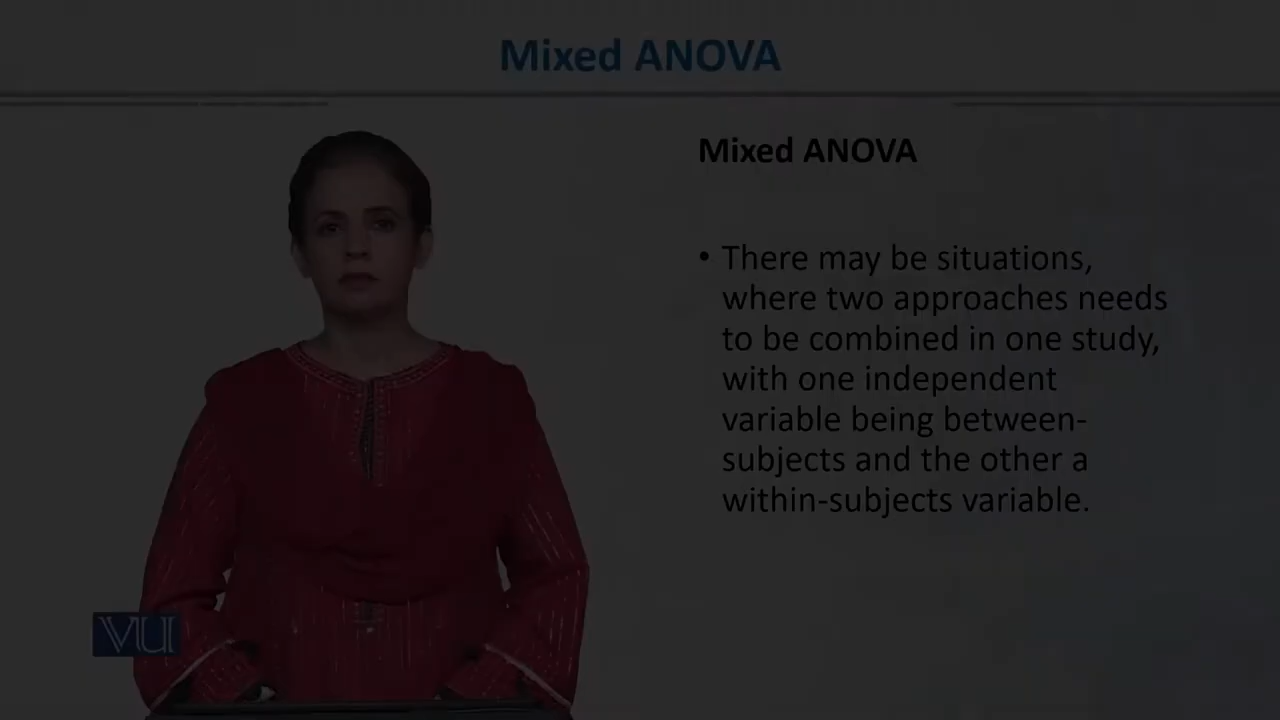 Mixed ANOVA
Mixed ANOVA
• There may be situations,
where two approaches needs
to be combined in one study,
with one independent
variable being between-
subjects and the other a
within-subjects variable.
VU